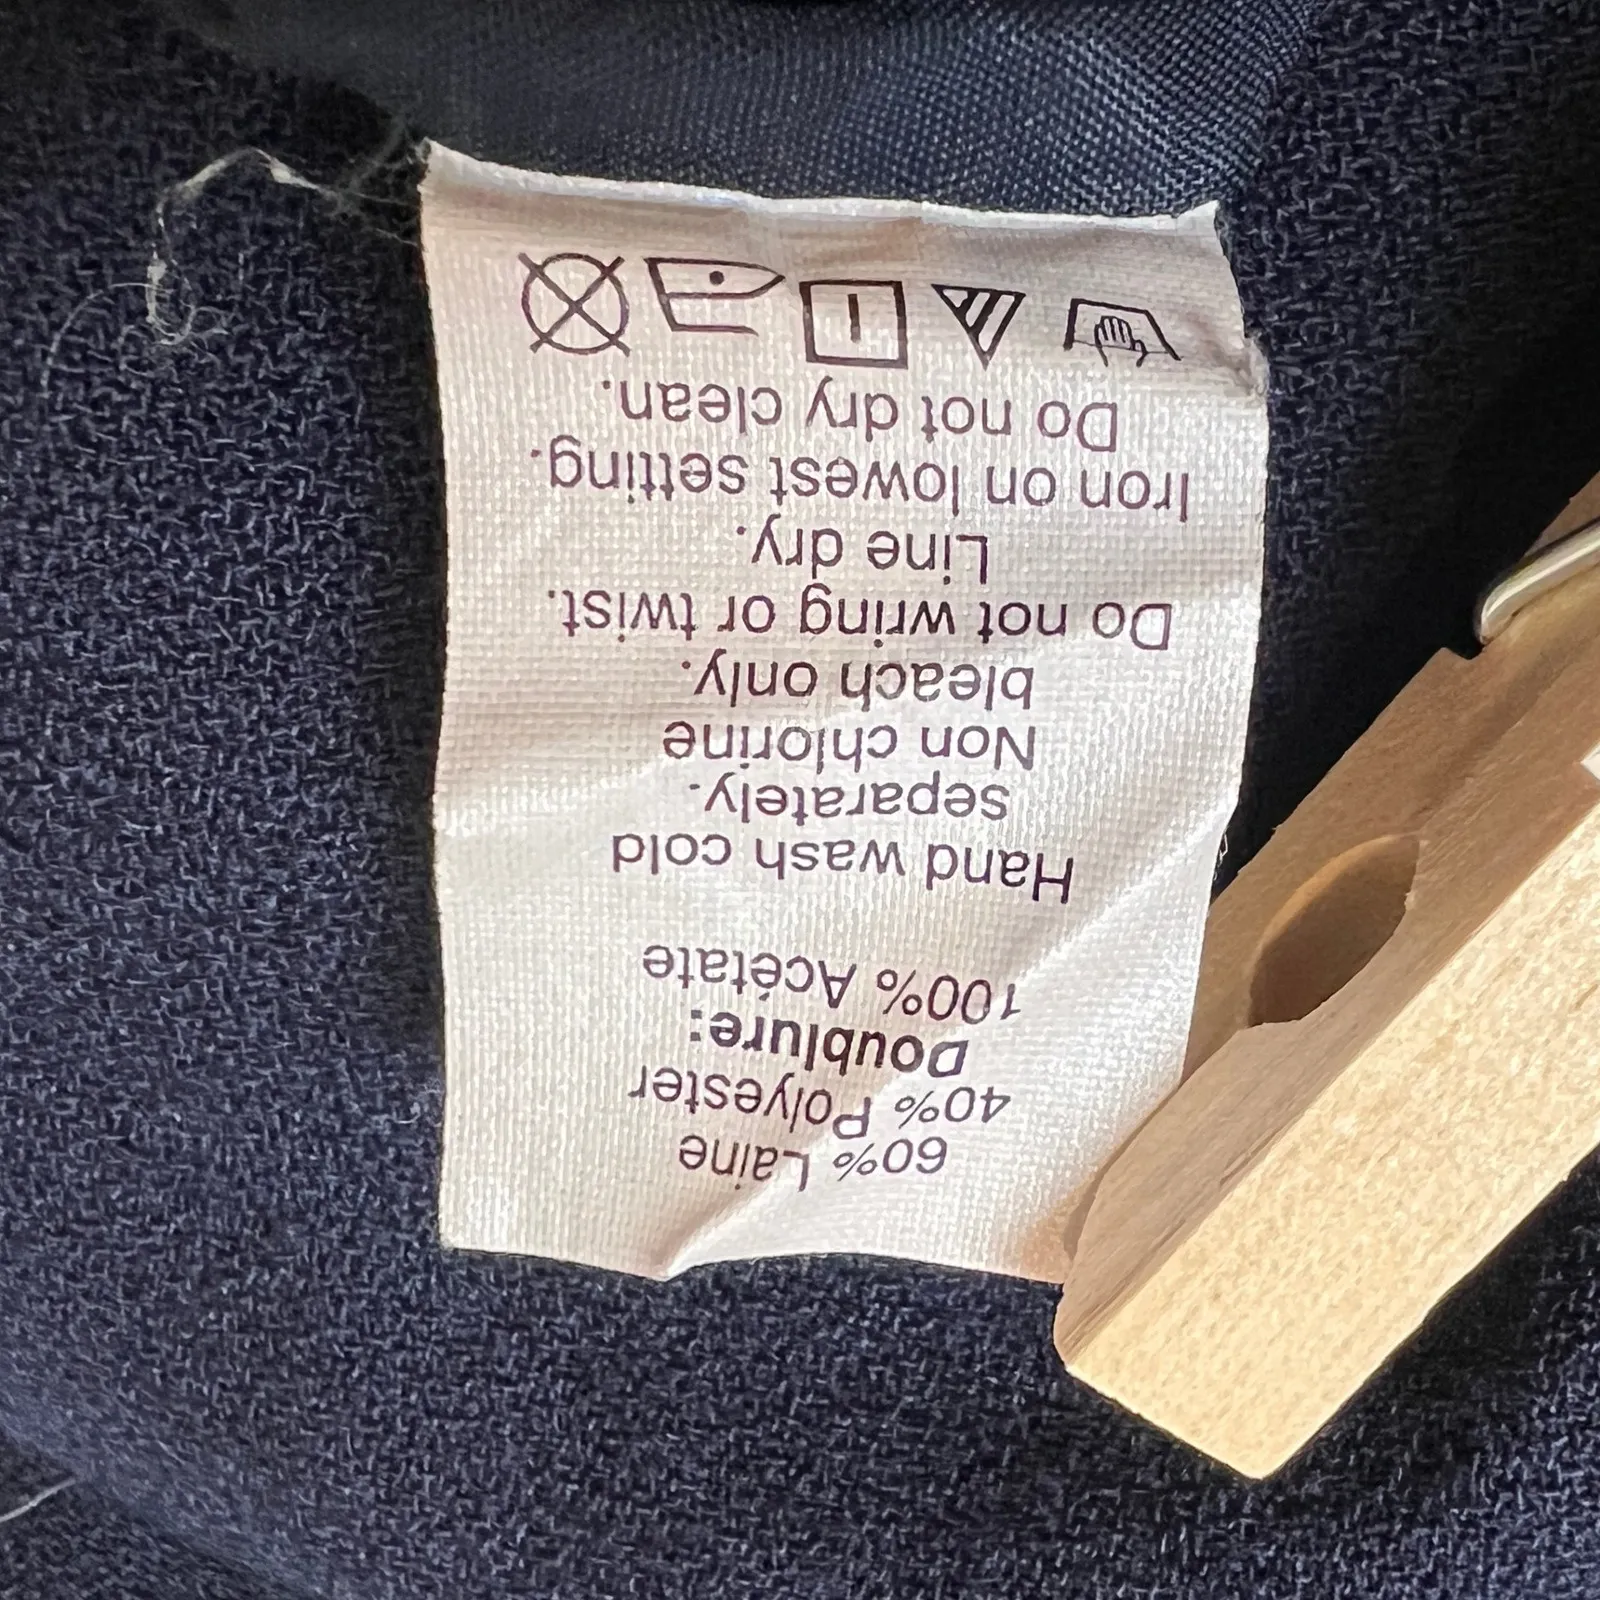 60% Laine
40% Polyester
Doublure:
100% Acétate
Hand wash cold
separately.
Non chlorine
bleach only.
Do not wring or twist.
Line dry.
Iron on lowest setting.
Do not dry clean.